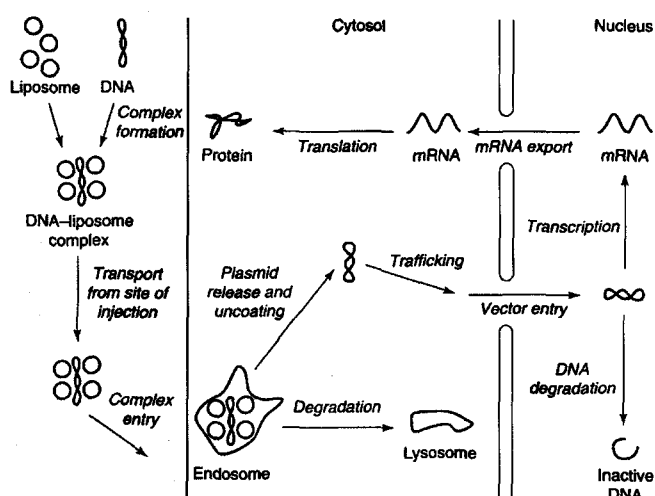 Cytosol
Nucleus
Liposome
DNA
Complex
formation
Protein
Translation
mRNA
mRNA export
mRNA
DNA–liposome
complex
Transcription
Plasmid
release and
uncoating
Trafficking
Transport
from site of
injection
Vector entry
DNA
degradation
Complex
entry
Degradation
Lysosome
Endosome
Inactive
DNA